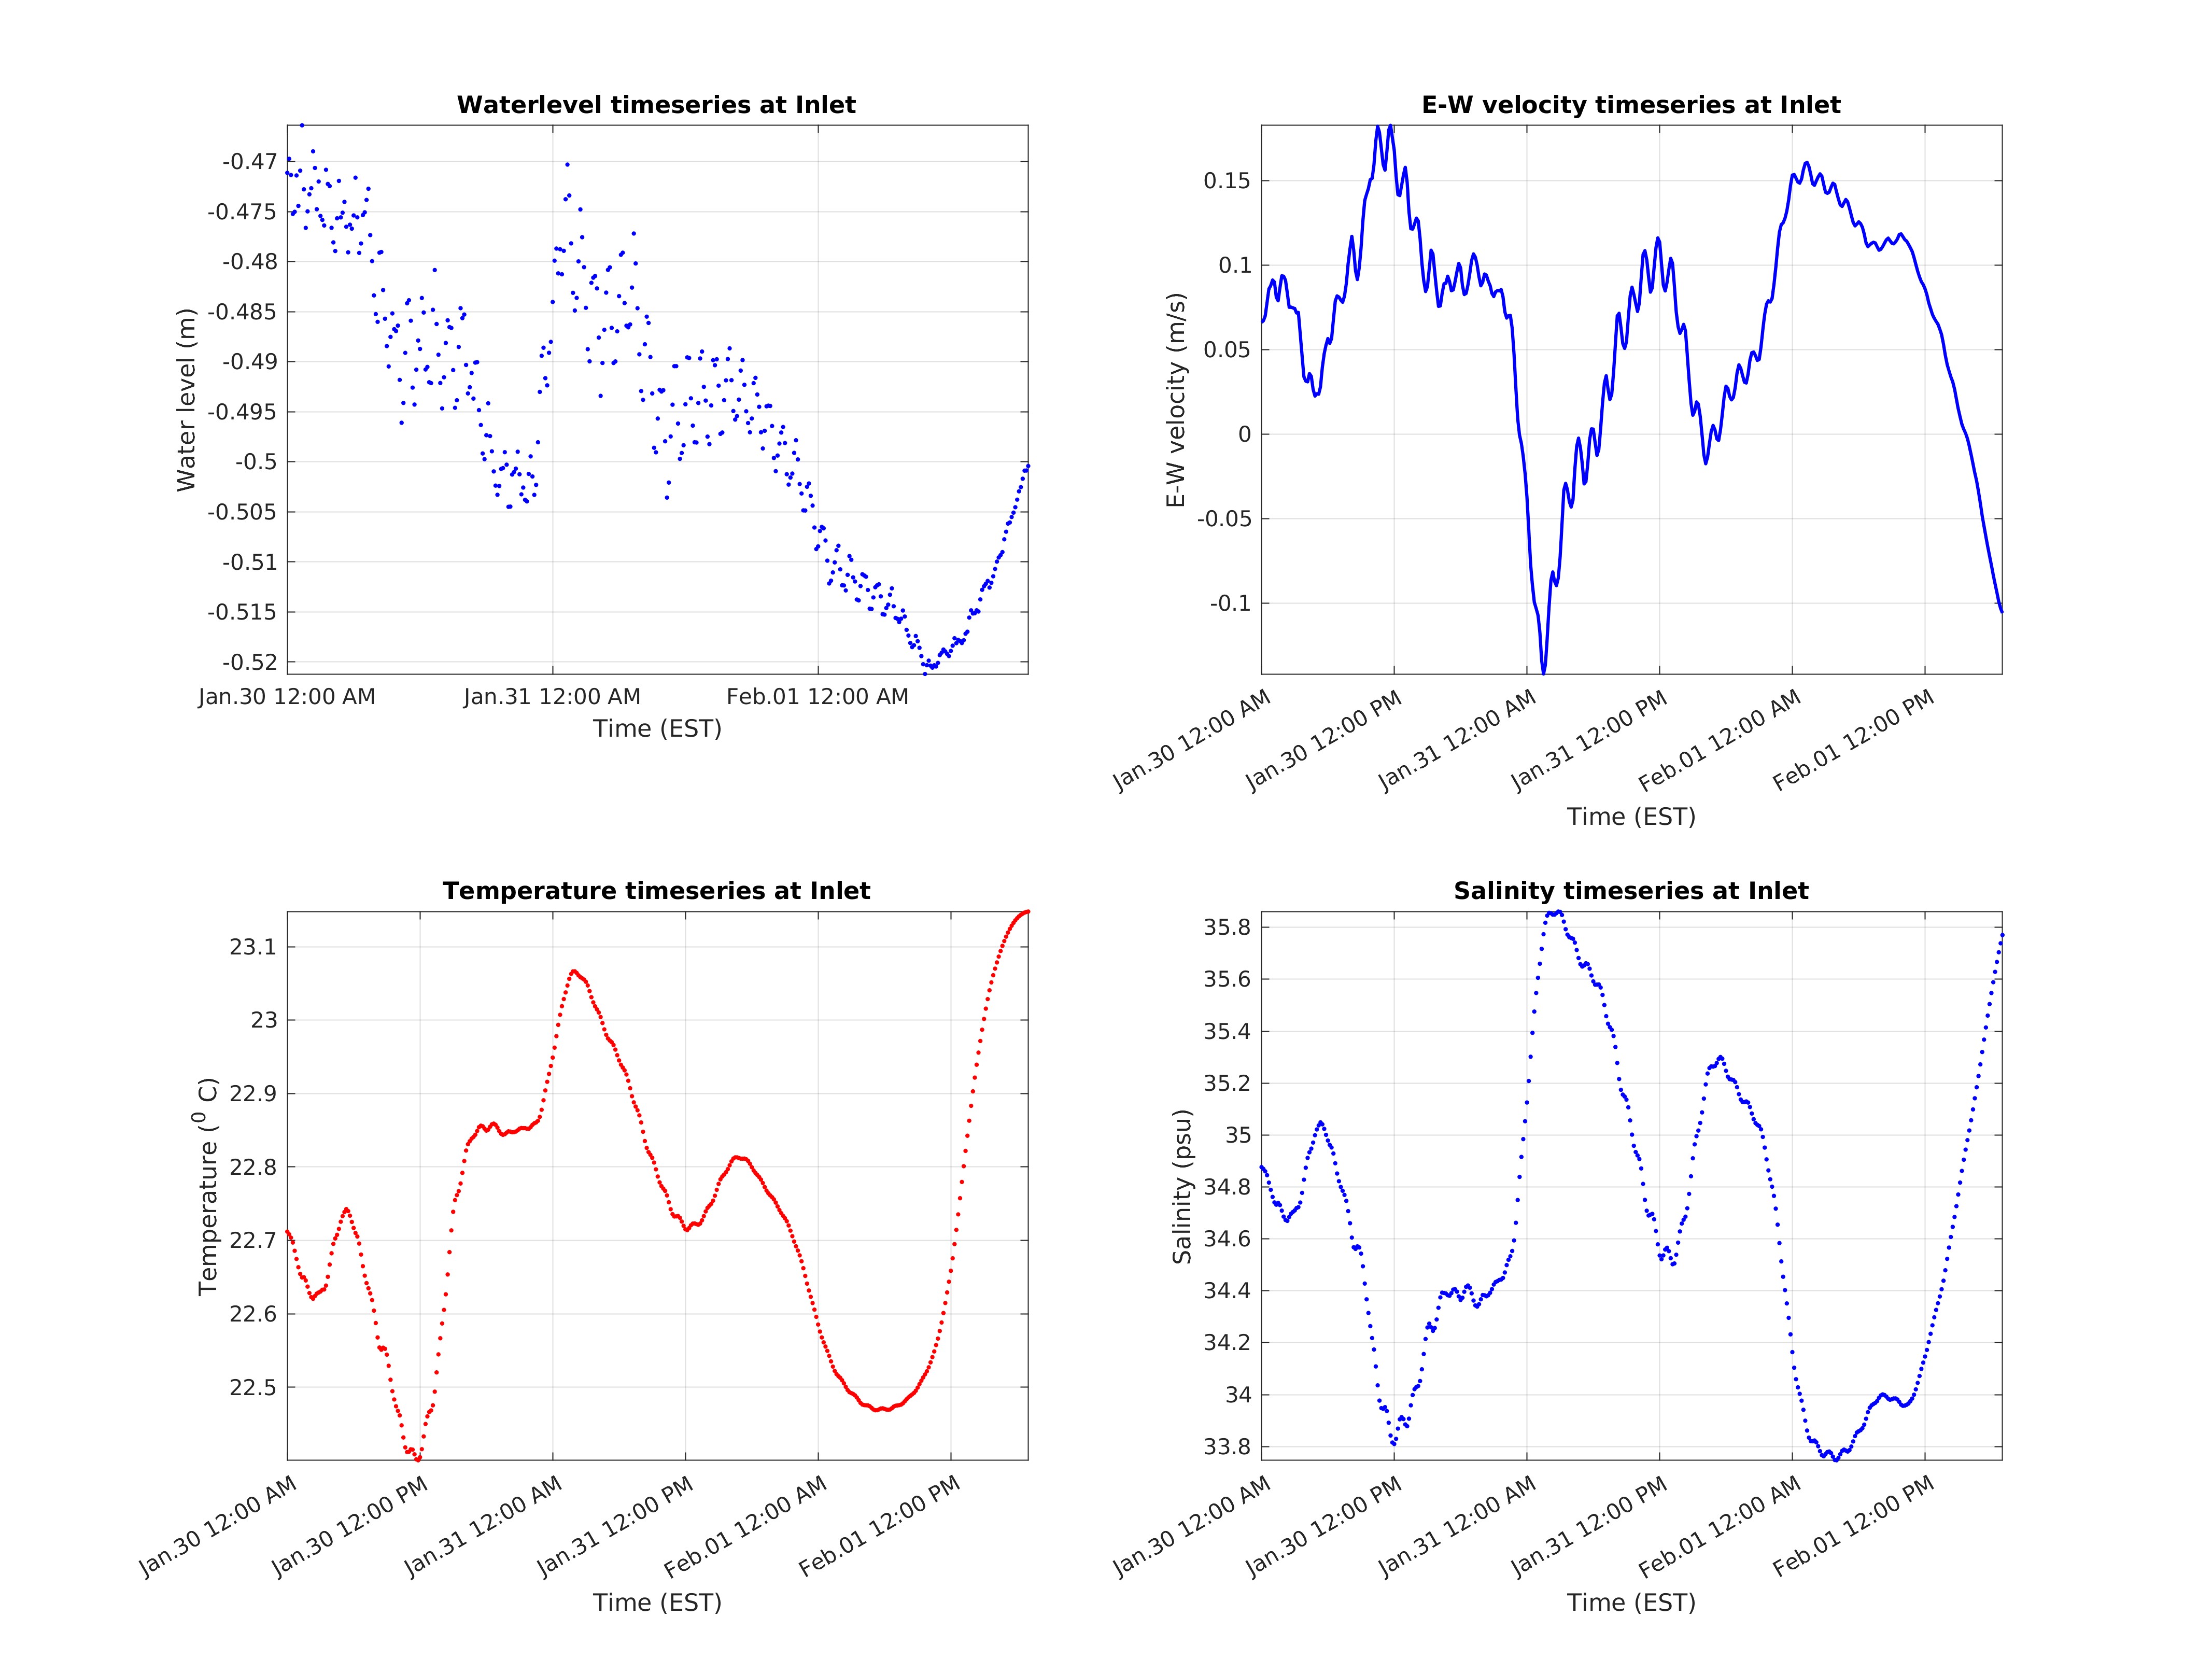 Waterlevel timeseries at Inlet
Water level (m)
-0.47
-0.475
-0.48
-0.485
-0.49
-0.495
-0.5
-0.505
-0.51
-0.515
-0.52
Jan.30 12:00 AM
Jan.31 12:00 AM
Feb.01 12:00 AM
Time (EST)
E-W velocity timeseries at Inlet
E-W velocity (m/s)
0.15
0.1
0.05
0
-0.05
-0.1
Jan.30 12:00 AM
Jan.30 12:00 PM
Jan.31 12:00 AM
Jan.31 12:00 PM
Feb.01 12:00 AM
Feb.01 12:00 PM
Time (EST)
Temperature timeseries at Inlet
Temperature (⁰ C)
23.1
23
22.9
22.8
22.7
22.6
22.5
Jan.30 12:00 AM
Jan.30 12:00 PM
Jan.31 12:00 AM
Jan.31 12:00 PM
Feb.01 12:00 AM
Feb.01 12:00 PM
Time (EST)
Salinity timeseries at Inlet
Salinity (psu)
35.8
35.6
35.4
35.2
35
34.8
34.6
34.4
34.2
34
33.8
Jan.30 12:00 AM
Jan.30 12:00 PM
Jan.31 12:00 AM
Jan.31 12:00 PM
Feb.01 12:00 AM
Feb.01 12:00 PM
Time (EST)